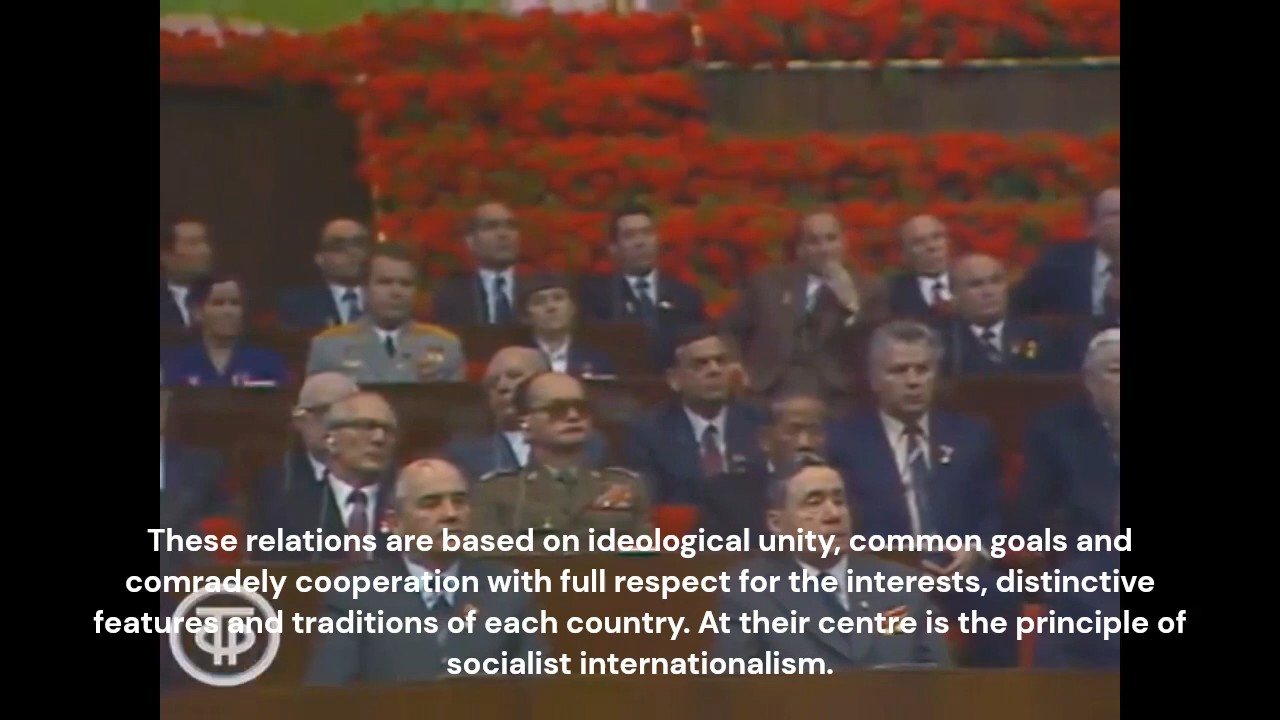 These relations are based on ideological unity, common goals and
comradely cooperation with full respect for the interests, distinctive
features and traditions of each country. At their centre is the principle of
socialist internationalism.